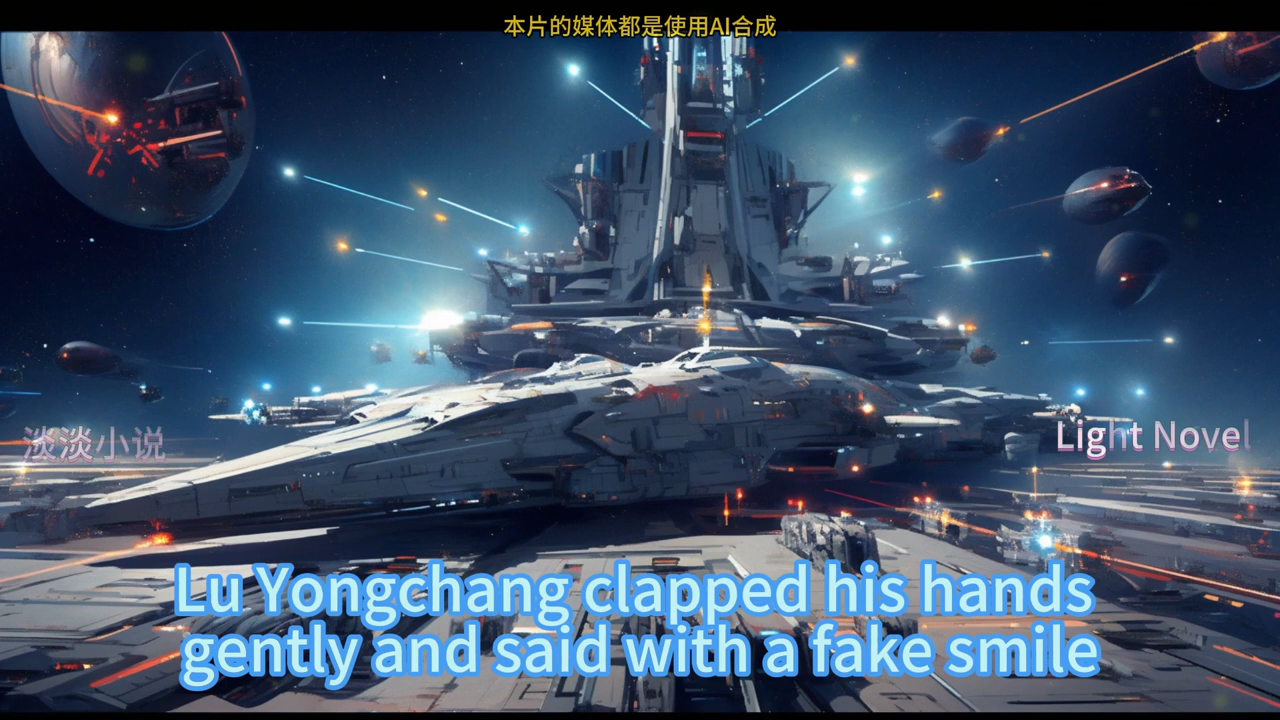 本片的媒体都是使用AI合成
淡淡小说
Light Novel
Lu Yongchang clapped his hands
gently and said with a fake smile